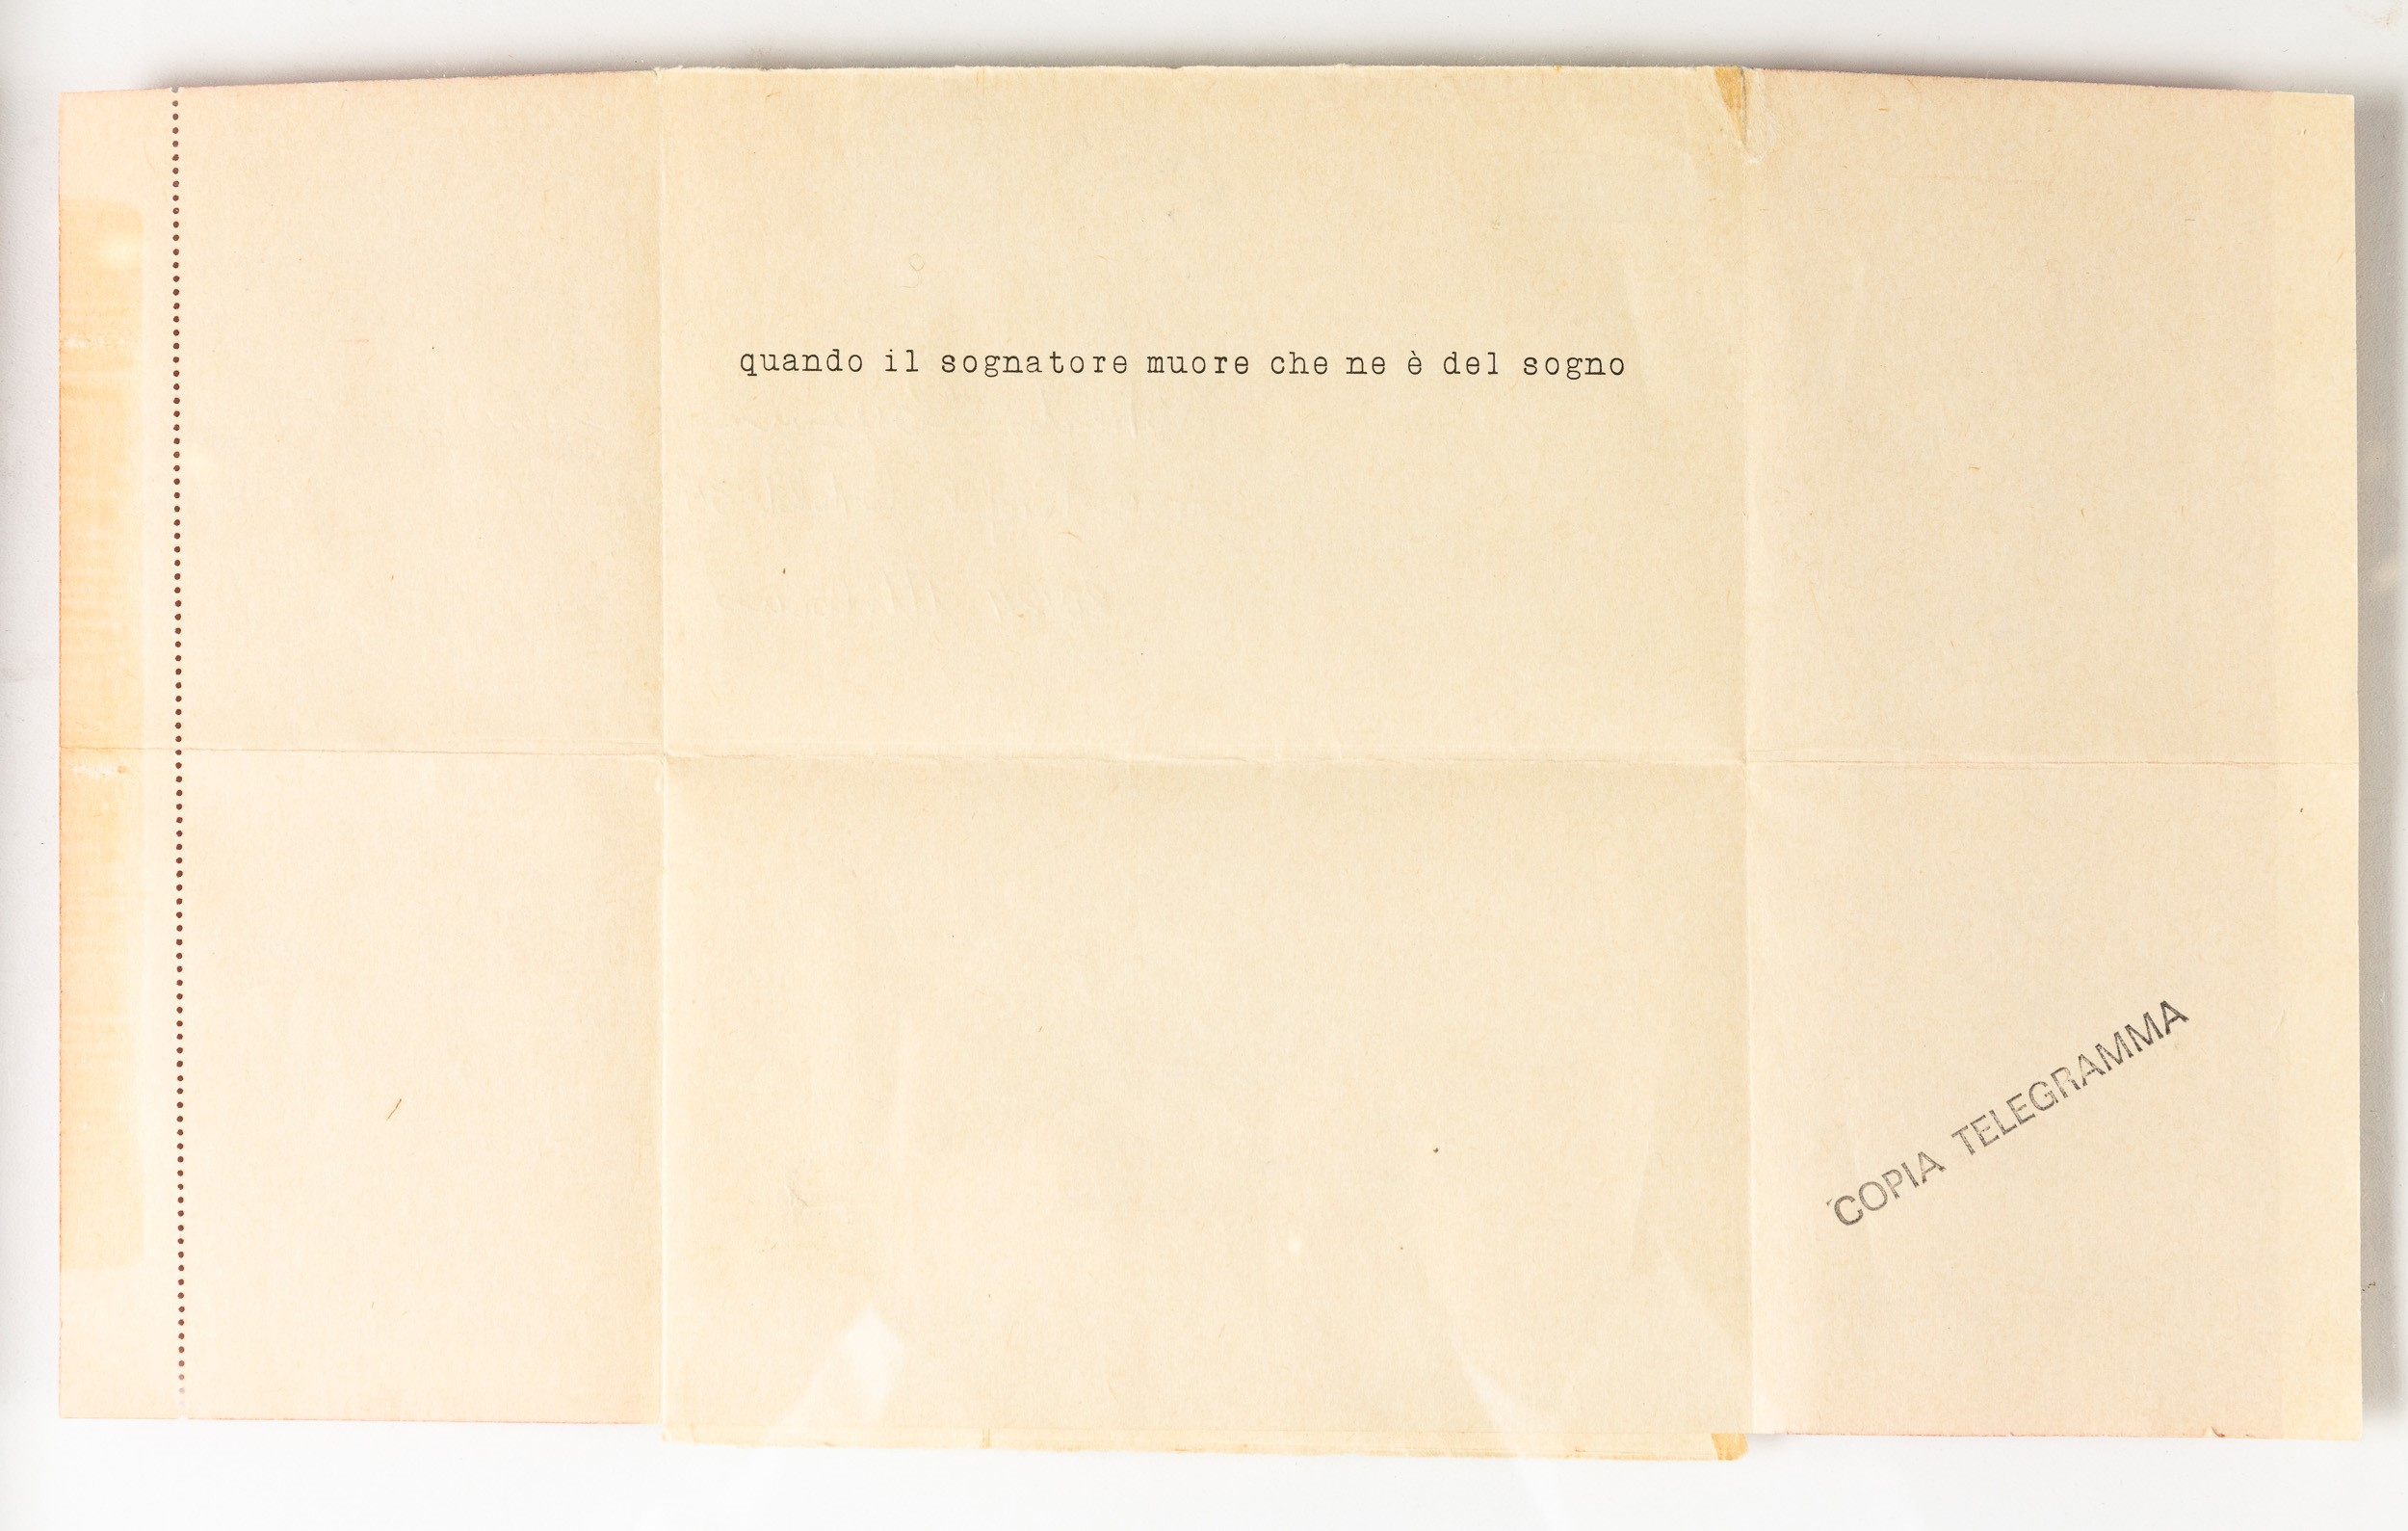 quando il sognatore muore che ne è del sogno
COPIA TELEGRAMMA